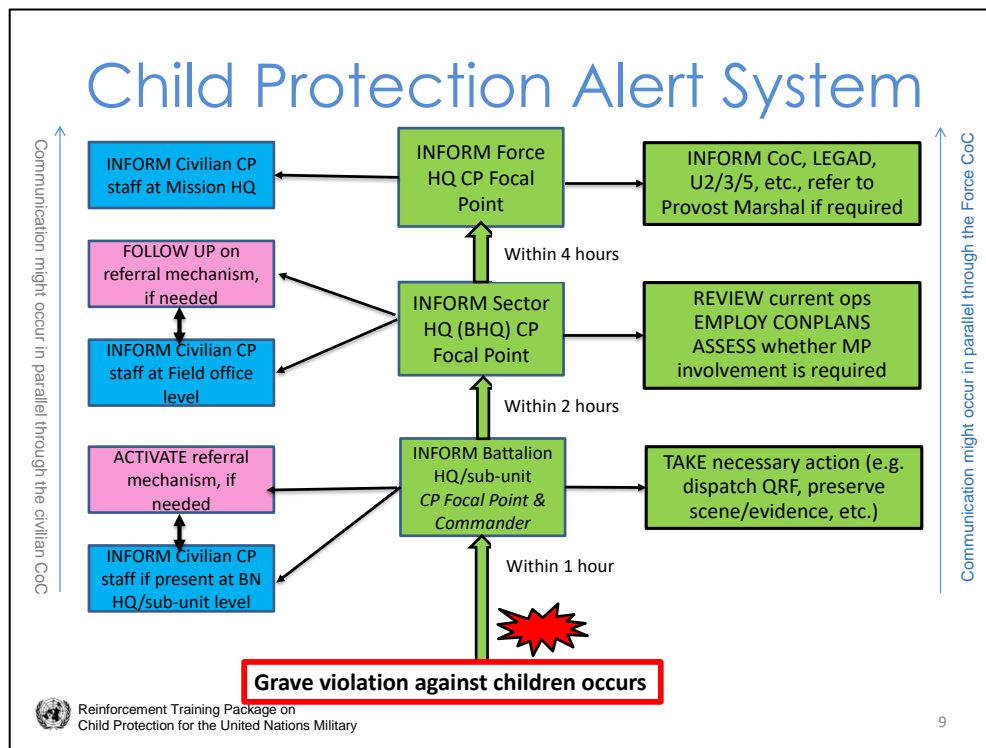 Child Protection Alert System
Communication might occur in parallel through the civilian CoC
INFORM Civilian CP
staff at Mission HQ
INFORM Force
HQ CP Focal
Point
INFORM CoC, LEGAD,
U2/3/5, etc., refer to
Provost Marshal if required
Communication might occur in parallel through the Force CoC
Within 4 hours
FOLLOW UP on
referral mechanism,
if needed
INFORM Civilian CP
staff at Field office
level
INFORM Sector
HQ (BHQ) CP
Focal Point
REVIEW current ops
EMPLOY CONPLANS
ASSESS whether MP
involvement is required
Within 2 hours
ACTIVATE referral
mechanism, if
needed
INFORM Civilian CP
staff if present at BN
HQ/sub-unit level
INFORM Battalion
HQ/sub-unit
CP Focal Point &
Commander
TAKE necessary action (e.g.
dispatch QRF, preserve
scene/evidence, etc.)
Within 1 hour
Grave violation against children occurs
Reinforcement Training Package on
Child Protection for the United Nations Military
9